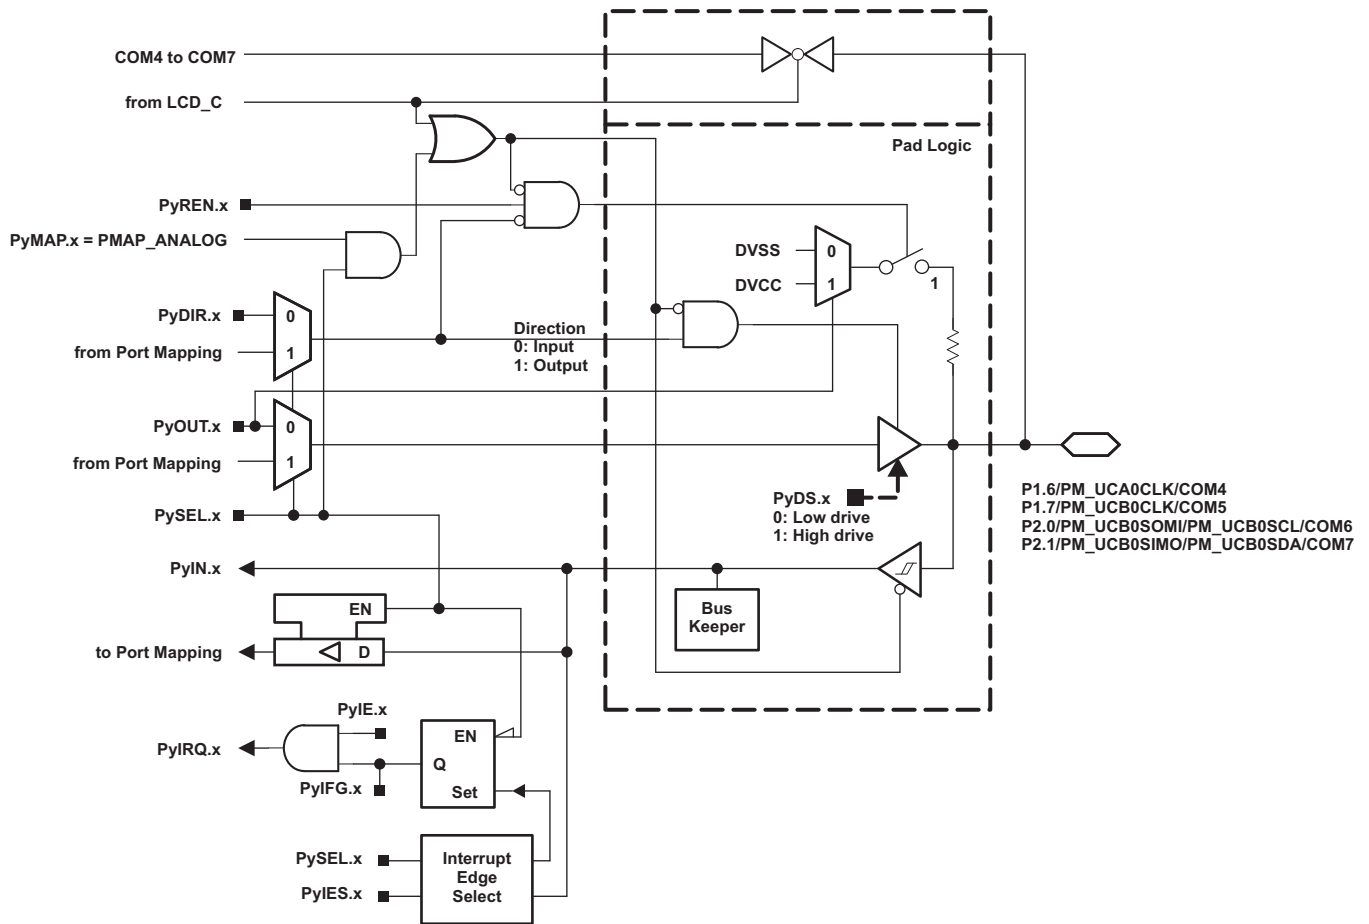 COM4 to COM7
from LCD_C
Pad Logic
PyREN.x
PyMAP.x = PMAP_ANALOG
DVSS
0
DVCC
1
1
PyDIR.x
0
from Port Mapping
1
Direction
0: Input
1: Output
PyOUT.x
0
from Port Mapping
1
PySEL.x
PyDS.x
0: Low drive
1: High drive
P1.6/PM_UCA0CLK/COM4
P1.7/PM_UCB0CLK/COM5
P2.0/PM_UCB0SOMI/PM_UCB0SCL/COM6
P2.1/PM_UCB0SIMO/PM_UCB0SDA/COM7
PyIN.x
Bus
Keeper
EN
to Port Mapping
D
PyIE.x
PyIRQ.x
EN
Q
PyIFG.x
Set
PySEL.x
PyIES.x
Interrupt
Edge
Select